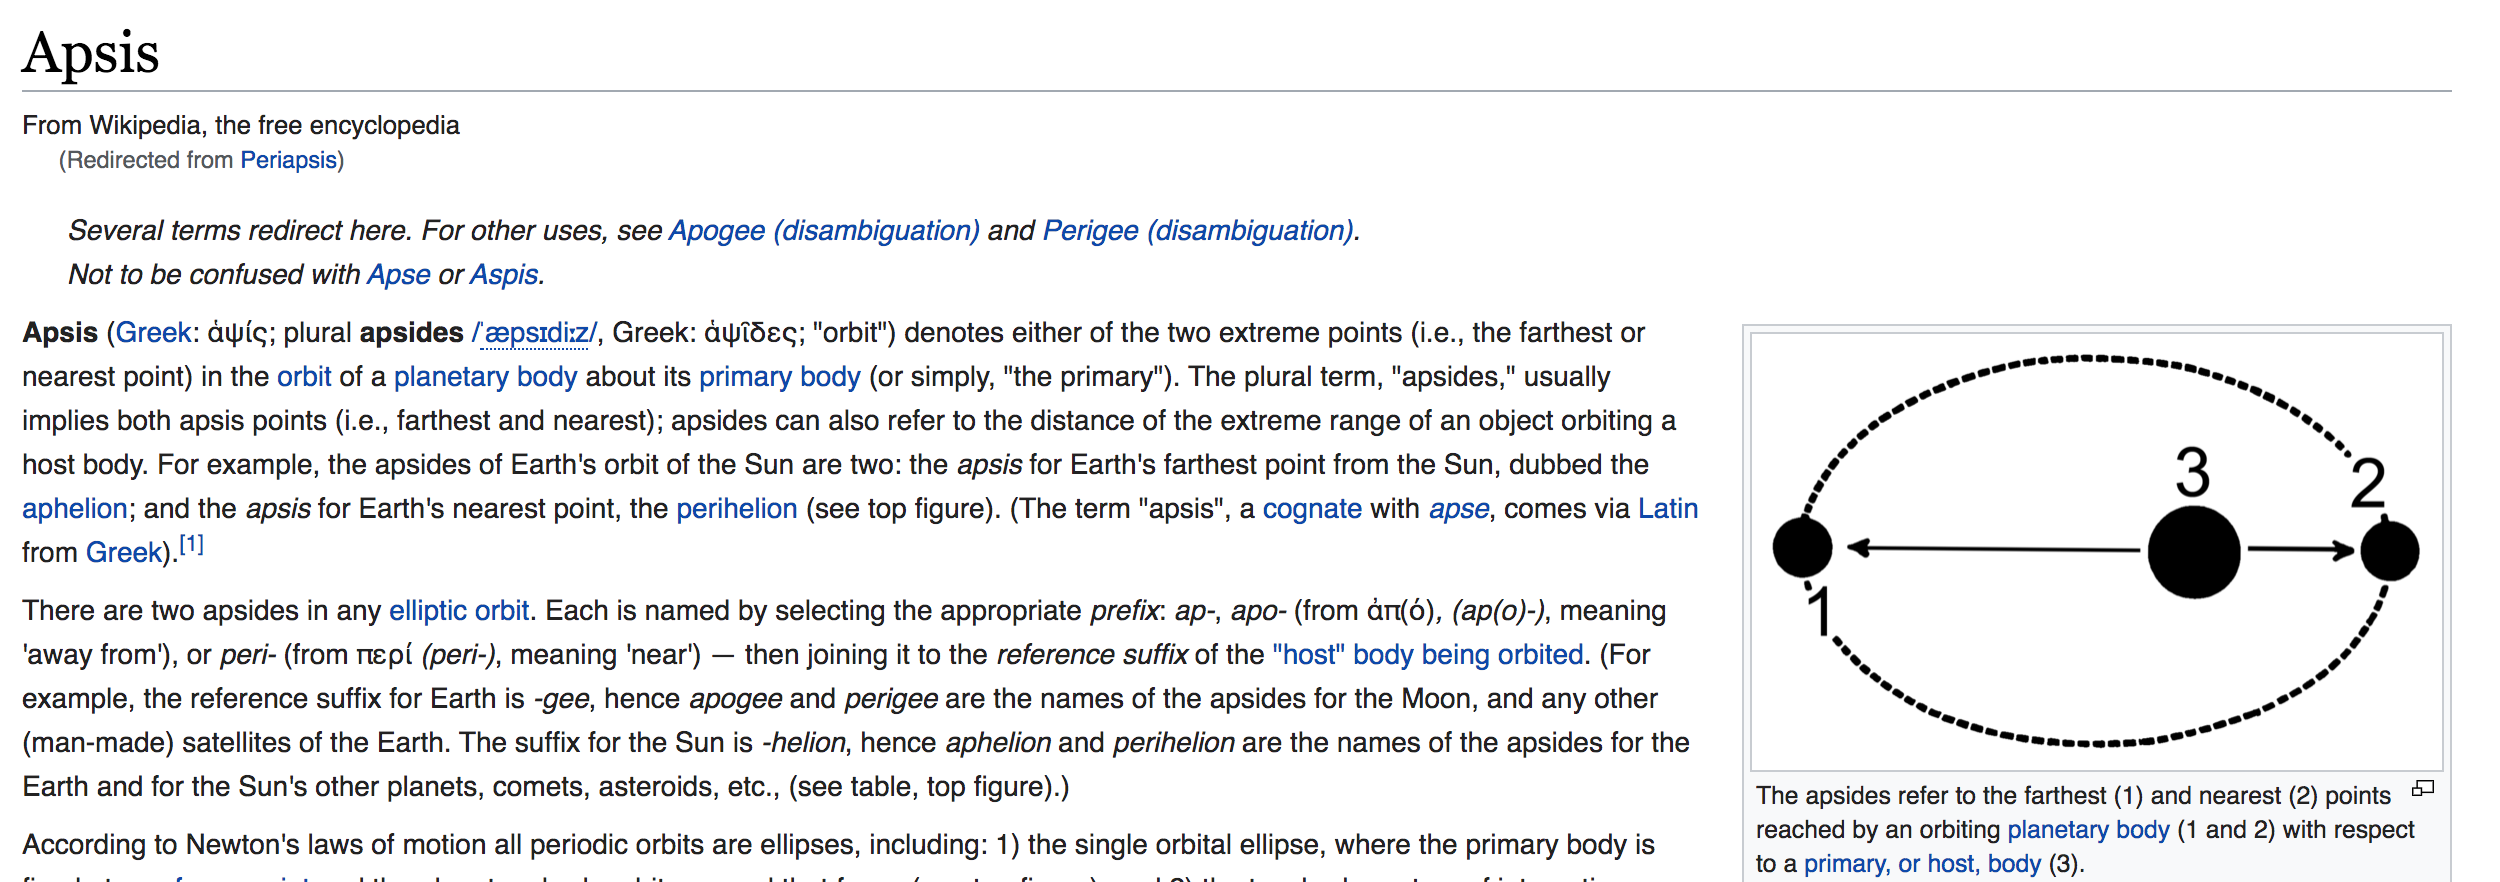 Apsis
From Wikipedia, the free encyclopedia
(Redirected from Periapsis)
Several terms redirect here. For other uses, see Apogee (disambiguation) and Perigee (disambiguation).
Not to be confused with Apse or Aspis.
Apsis (Greek: ἁψίς; plural apsides /ˈæpsɪdiːz/, Greek: ἁψῖδες; "orbit") denotes either of the two extreme points (i.e., the farthest or
nearest point) in the orbit of a planetary body about its primary body (or simply, "the primary"). The plural term, "apsides," usually
implies both apsis points (i.e., farthest and nearest); apsides can also refer to the distance of the extreme range of an object orbiting a
host body. For example, the apsides of Earth's orbit of the Sun are two: the apsis for Earth's farthest point from the Sun, dubbed the
aphelion; and the apsis for Earth's nearest point, the perihelion (see top figure). (The term "apsis", a cognate with apse, comes via Latin
from Greek).[1]
There are two apsides in any elliptic orbit. Each is named by selecting the appropriate prefix: ap-, apo- (from ἀπ(ό), (ap(o)-), meaning
'away from'), or peri- (from περί (peri-), meaning 'near') — then joining it to the reference suffix of the "host" body being orbited. (For
example, the reference suffix for Earth is -gee, hence apogee and perigee are the names of the apsides for the Moon, and any other
(man-made) satellites of the Earth. The suffix for the Sun is -helion, hence aphelion and perihelion are the names of the apsides for the
Earth and for the Sun's other planets, comets, asteroids, etc., (see table, top figure).)
According to Newton's laws of motion all periodic orbits are ellipses, including: 1) the single orbital ellipse, where the primary body is
3
2
1
The apsides refer to the farthest (1) and nearest (2) points
reached by an orbiting planetary body (1 and 2) with respect
to a primary, or host, body (3).